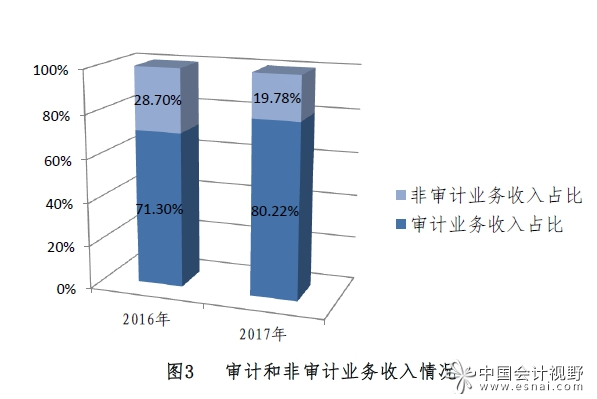 100%
80%
60%
40%
20%
0%
28.70%
71.30%
19.78%
80.22%
2016年
2017年
非审计业务收入占比
审计业务收入占比
图3 审计和非审计业务收入情况
中国会计视野
www.esnai.com